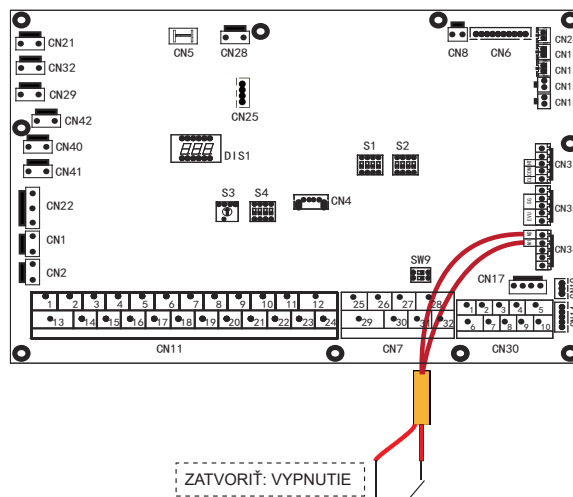 CN21
CN5
CN28
CN8
CN6
CN32
CN29
CN25
CN42
CN40
DIS1
S1
S2
CN41
CN22
S3
S4
CN4
EVU
SG
CN1
CN2
SW9
CN17
1 2 3 4 5 6 7 8 9 10 11 12
25 26 27 28
13 14 15 16 17 18 19 20 21 22 23 24
29 30 31 32
1 2 3 4 5
6 7 8 9 10
CN11
CN7
CN30
ZATVORIŤ: VYPNUTIE